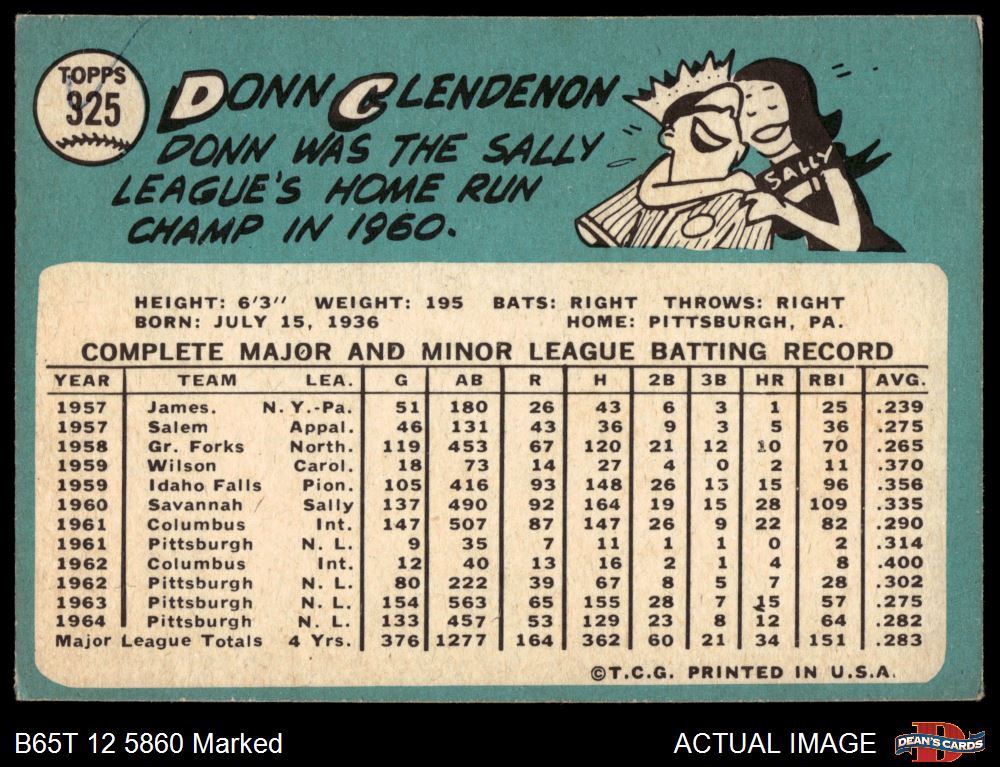 TOPPS
325
DONN CLENDENON
DONN WAS THE SALLY
LEAGUE'S HOME RUN
CHAMP IN 1960.
SALLY
HEIGHT: 6'3" WEIGHT: 195 BATS: RIGHT THROWS: RIGHT
BORN: JULY 15, 1936 HOME: PITTSBURGH, PA.
COMPLETE MAJOR AND MINOR LEAGUE BATTING RECORD
YEAR TEAM LEA. G AB R H 2B 3B HR RBI AVG.
1957 James. N.Y.-Pa. 51 180 26 43 6 3 1 25 .239
1957 Salem Appal. 46 131 43 36 9 3 5 36 .275
1958 Gr. Forks North. 119 453 67 120 21 12 10 70 .265
1959 Wilson Carol. 18 73 14 27 4 0 2 11 .370
1959 Idaho Falls Pion. 105 416 93 148 26 13 15 96 .356
1960 Savannah Sally 137 490 92 164 19 15 28 109 .335
1961 Columbus Int. 147 507 87 147 26 9 22 82 .290
1961 Pittsburgh N. L. 9 35 7 11 1 1 0 2 .314
1962 Columbus Int. 12 40 13 16 2 1 4 8 .400
1962 Pittsburgh N. L. 80 222 39 67 8 5 7 28 .302
1963 Pittsburgh N. L. 154 563 65 155 28 7 15 57 .275
1964 Pittsburgh N. L. 133 457 53 129 23 8 12 64 .282
Major League Totals 4 Yrs. 376 1277 164 362 60 21 34 151 .283
©T.C.G. PRINTED IN U.S.A.
B65T 12 5860 Marked
ACTUAL IMAGE
D
DEAN'S CARDS